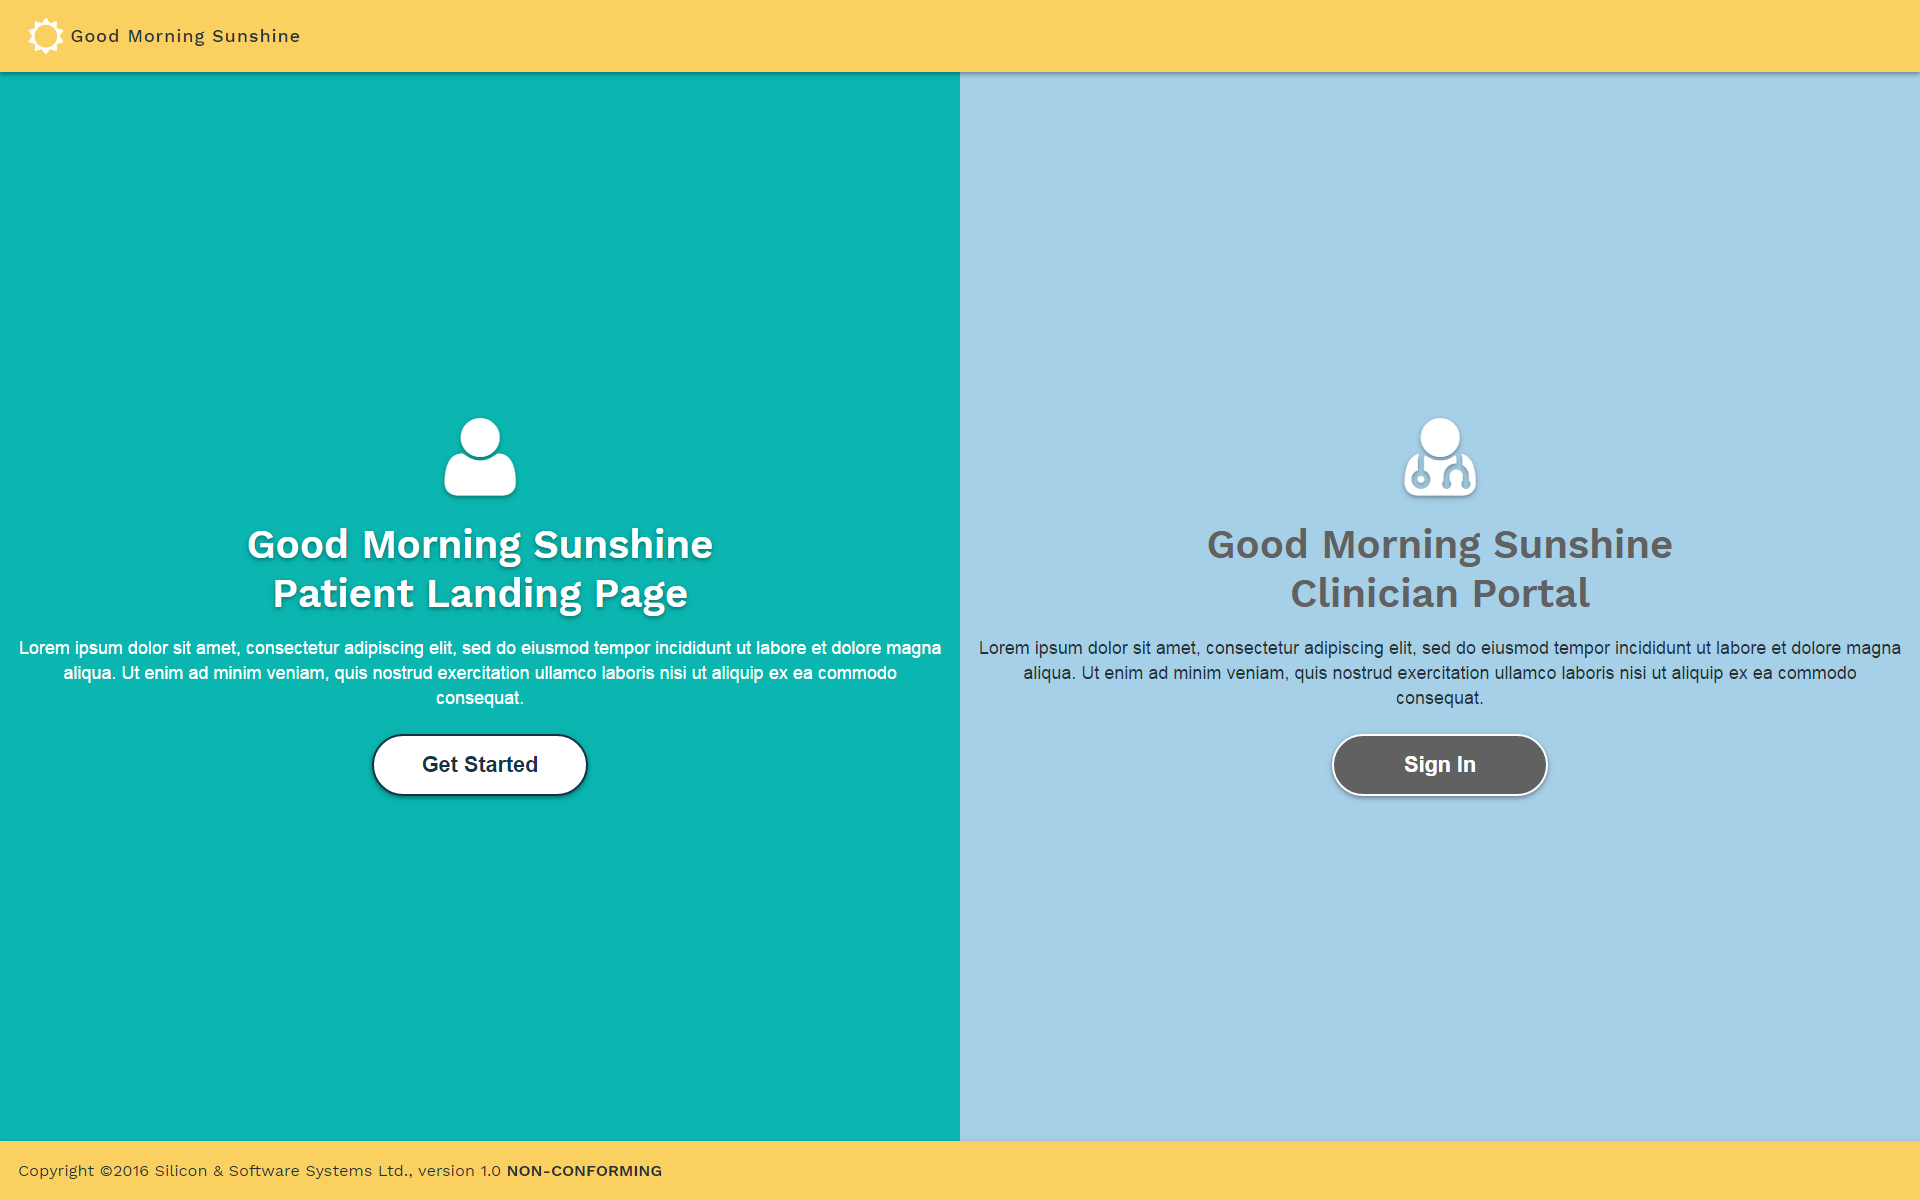 Good Morning Sunshine
Good Morning Sunshine
Patient Landing Page
Lorem ipsum dolor sit amet, consectetur adipiscing elit, sed do eiusmod tempor incididunt ut labore et dolore magna
aliqua. Ut enim ad minim veniam, quis nostrud exercitation ullamco laboris nisi ut aliquip ex ea commodo
consequat.
Get Started
Good Morning Sunshine
Clinician Portal
Lorem ipsum dolor sit amet, consectetur adipiscing elit, sed do eiusmod tempor incididunt ut labore et dolore magna
aliqua. Ut enim ad minim veniam, quis nostrud exercitation ullamco laboris nisi ut aliquip ex ea commodo
consequat.
Sign In
Copyright ©2016 Silicon & Software Systems Ltd., version 1.0 NON-CONFORMING